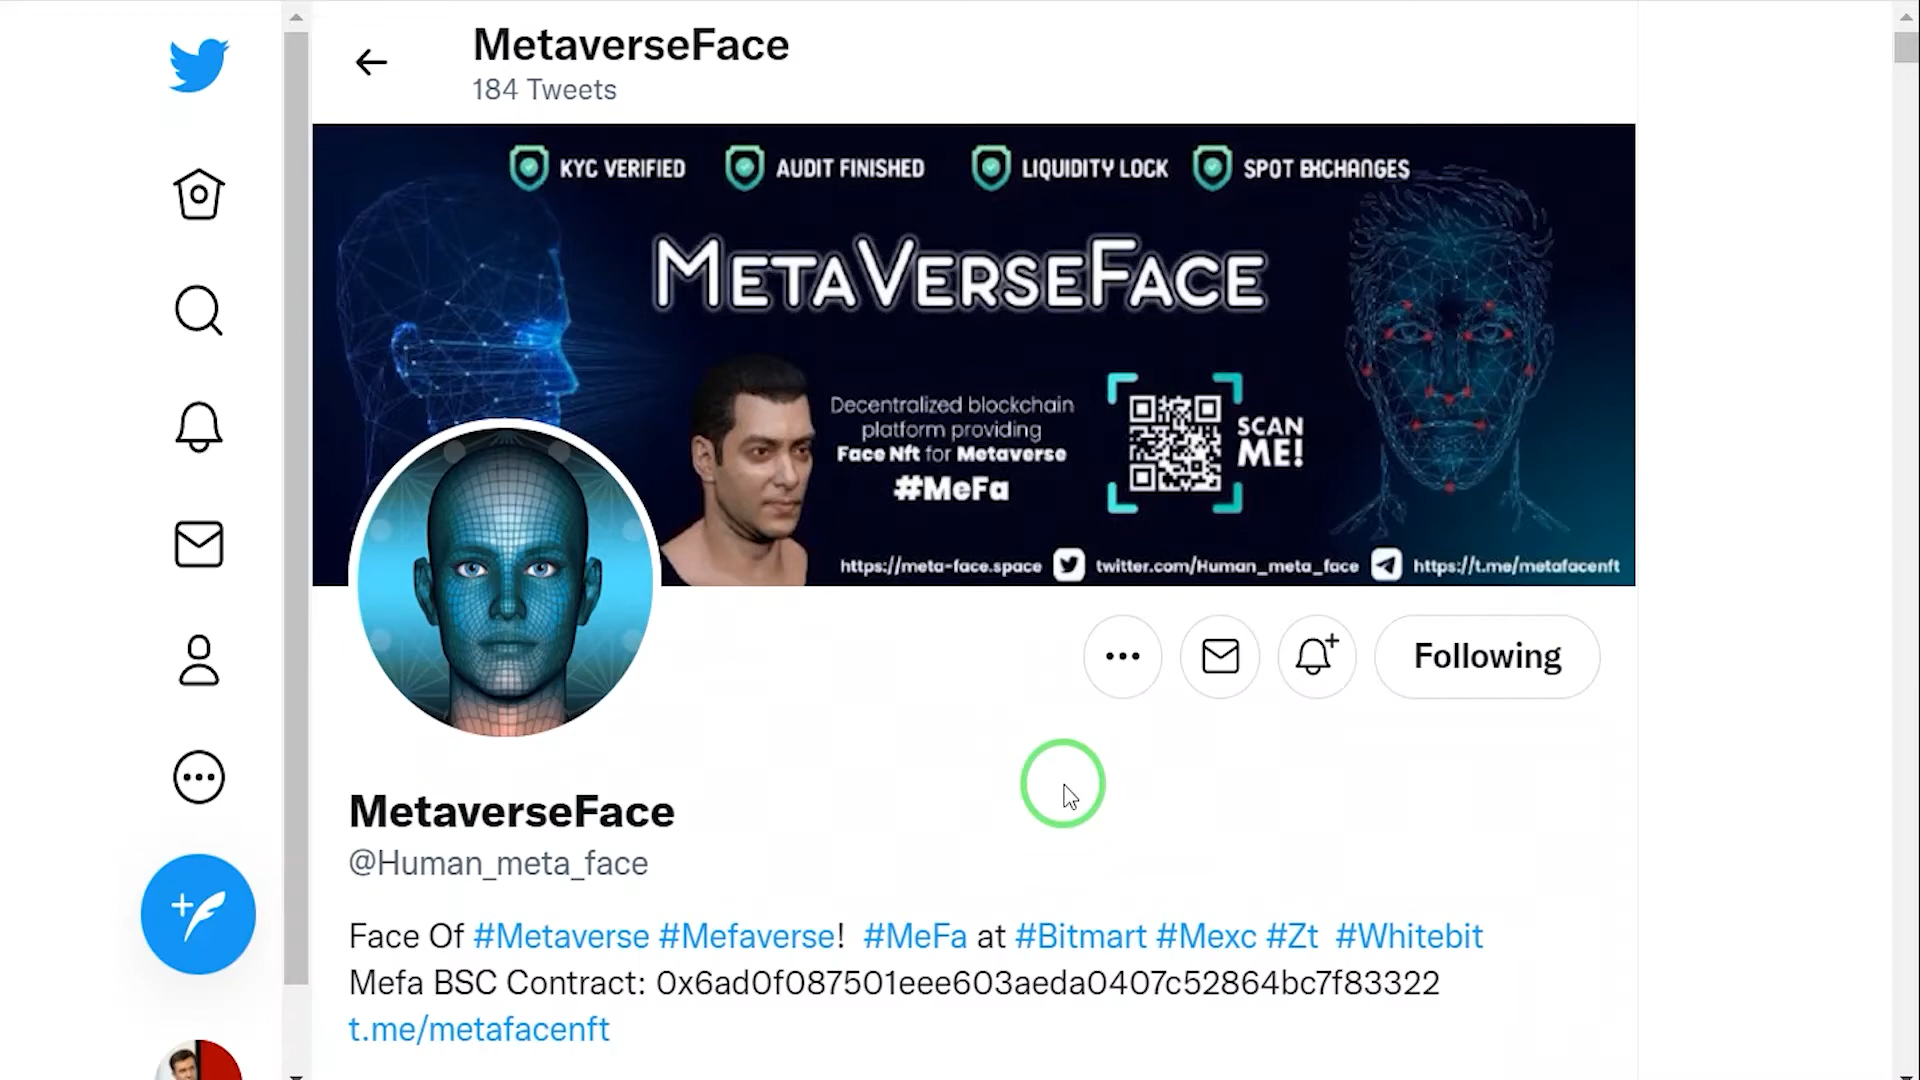 MetaverseFace
184 Tweets
KYC VERIFIED AUDIT FINISHED LIQUIDITY LOCK SPOT EXCHANGES
METAVERSEFACE
Decentralized blockchain
platform providing
Face Nft for Metaverse
#MeFa
SCAN
ME!
https://meta-face.space twitter.com/Human_meta_face https://t.me/metafacenft
Following
MetaverseFace
@Human_meta_face
Face Of #Metaverse #Mefaverse! #MeFa at #Bitmart #Mexc #Zt #Whitebit
Mefa BSC Contract: 0x6ad0f087501eee603aeda0407c52864bc7f83322
t.me/metafacenft